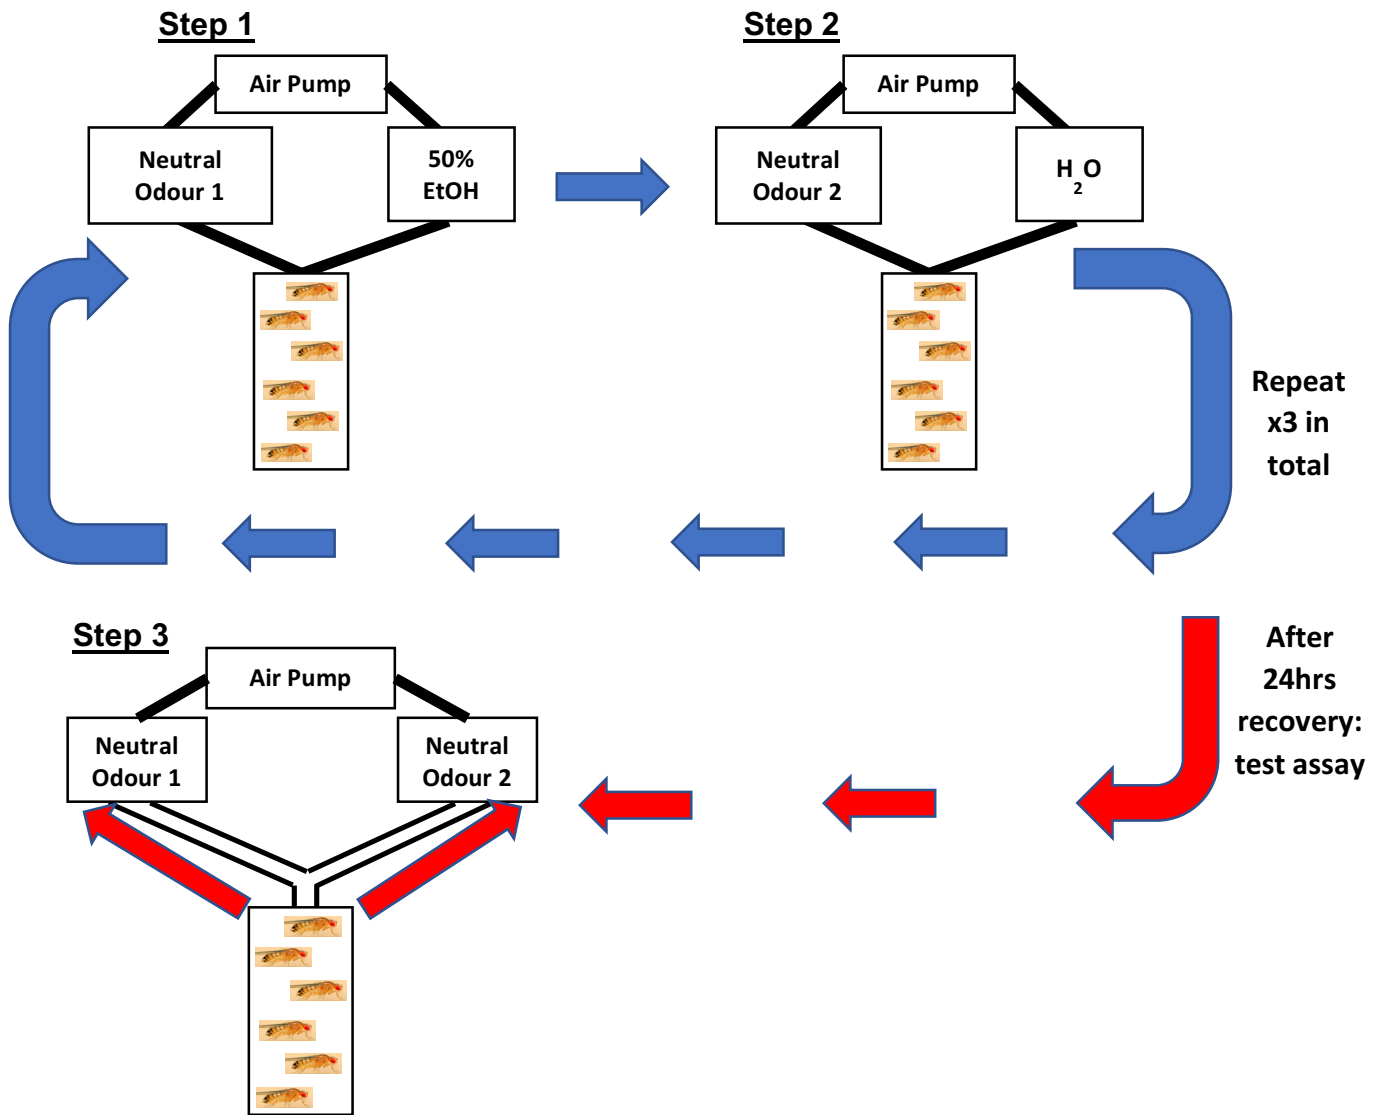 Step 1
Air Pump
Neutral
Odour 1
50%
EtOH
Step 2
Air Pump
Neutral
Odour 2
H2O
Repeat
x3 in
total
Step 3
Air Pump
Neutral
Odour 1
Neutral
Odour 2
After
24hrs
recovery:
test assay